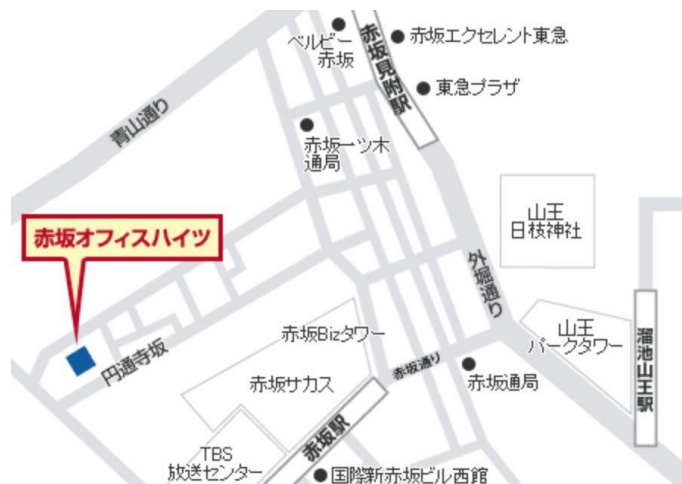 ベルビー
赤坂
赤坂見附駅
赤坂エクセレント東急
東急プラザ
青山通り
赤坂一ツ木
通局
山王
日枝神社
赤坂オフィスハイツ
外堀通り
円通寺坂
赤坂Bizタワー
山王
パークタワー
溜池山王駅
赤坂通り
赤坂サカス
赤坂通局
赤坂駅
TBS
放送センター
国際新赤坂ビル西館